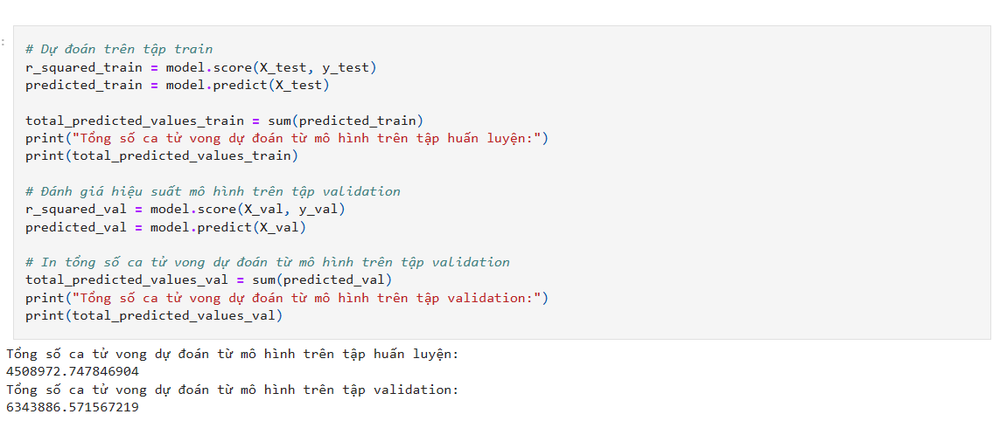 :
# Dự đoán trên tập train
r_squared_train = model.score(X_test, y_test)
predicted_train = model.predict(X_test)
total_predicted_values_train = sum(predicted_train)
print("Tổng số ca tử vong dự đoán từ mô hình trên tập huấn luyện:")
print(total_predicted_values_train)
# Đánh giá hiệu suất mô hình trên tập validation
r_squared_val = model.score(X_val, y_val)
predicted_val = model.predict(X_val)
# In tổng số ca tử vong dự đoán từ mô hình trên tập validation
total_predicted_values_val = sum(predicted_val)
print("Tổng số ca tử vong dự đoán từ mô hình trên tập validation:")
print(total_predicted_values_val)
Tổng số ca tử vong dự đoán từ mô hình trên tập huấn luyện:
4508972.747846904
Tổng số ca tử vong dự đoán từ mô hình trên tập validation:
6343886.571567219